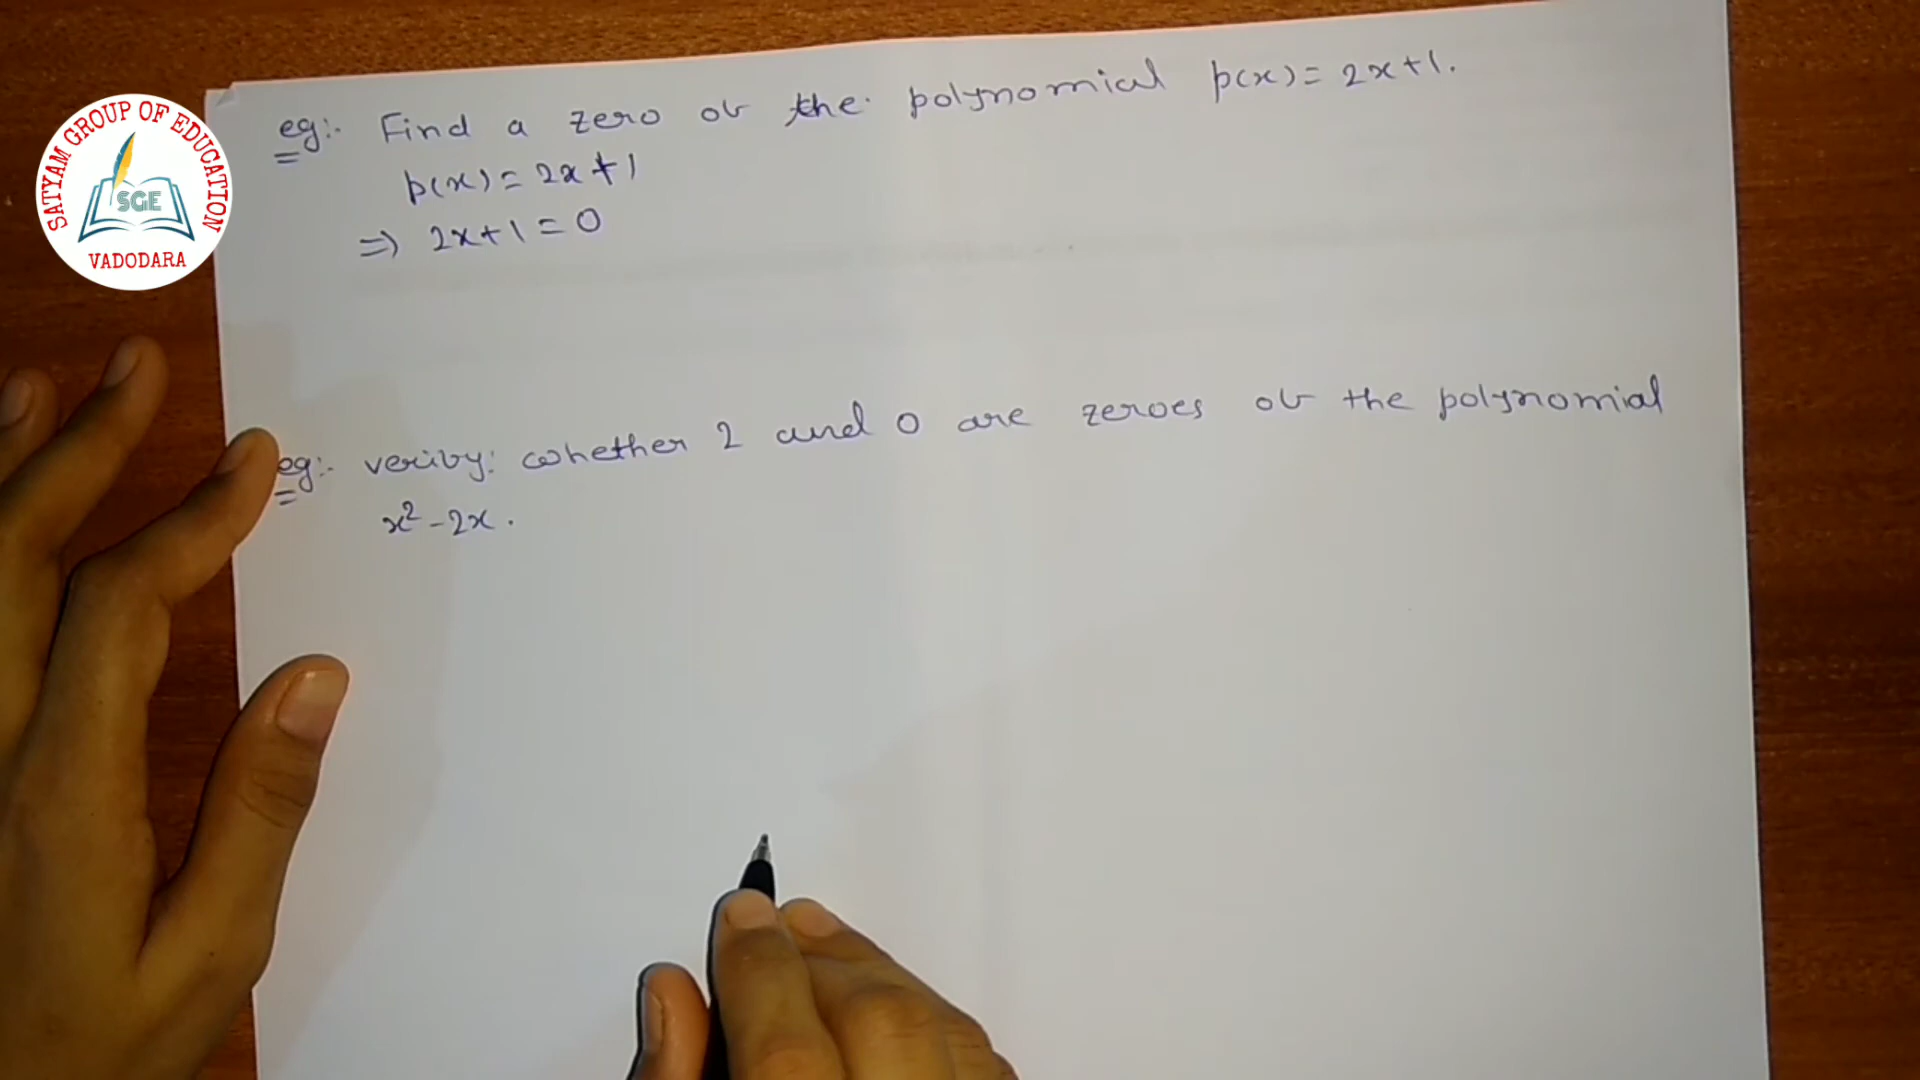 SATYAM GROUP OF EDUCATION
SGE
VADODARA
eg:- Find a zero of the polynomial p(x) = 2x+1.
p(x) = 2x+1
⇒ 2x+1 = 0
eg:- verify: whether 2 and 0 are zeroes of the polynomial
x² - 2x.